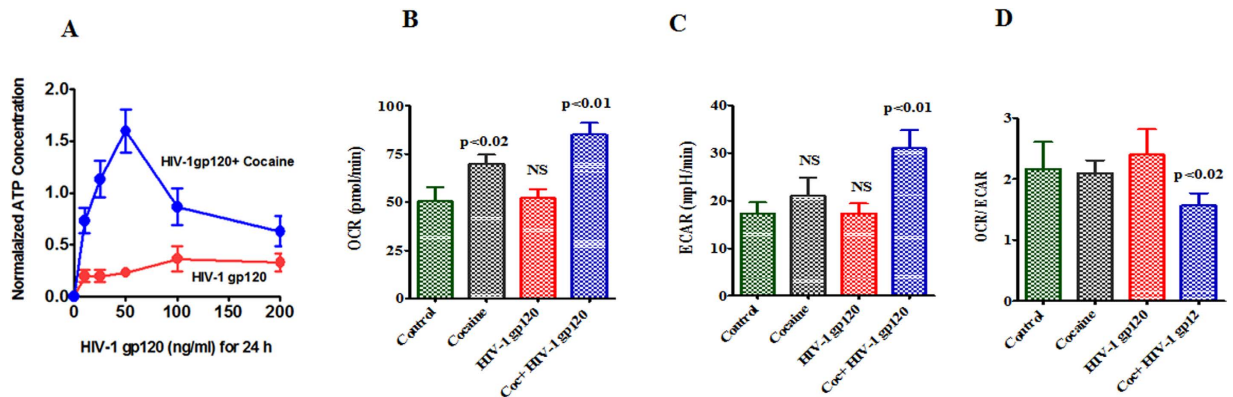 A
Normalaized ATP Concentration
2.0
1.5
1.0
0.5
0.0
HIV-1gp120+ Cocaine
HIV-1 gp120
0
50
100
150
200
HIV-1 gp120 (ng/ml) for 24 h
B
OCR (pmol/min)
100
75
50
25
0
p<0.02
NS
p<0.01
Control
Cocaine
HIV-1 gp120
Coc+ HIV-1 gp120
C
ECAR (mpH/min)
40
30
20
10
0
NS
NS
p<0.01
Control
Cocaine
HIV-1 gp120
Coc+ HIV-1 gp120
D
OCR/ ECAR
3
2
1
0
p<0.02
Control
Cocaine
HIV-1 gp120
Coc+ HIV-1 gp12